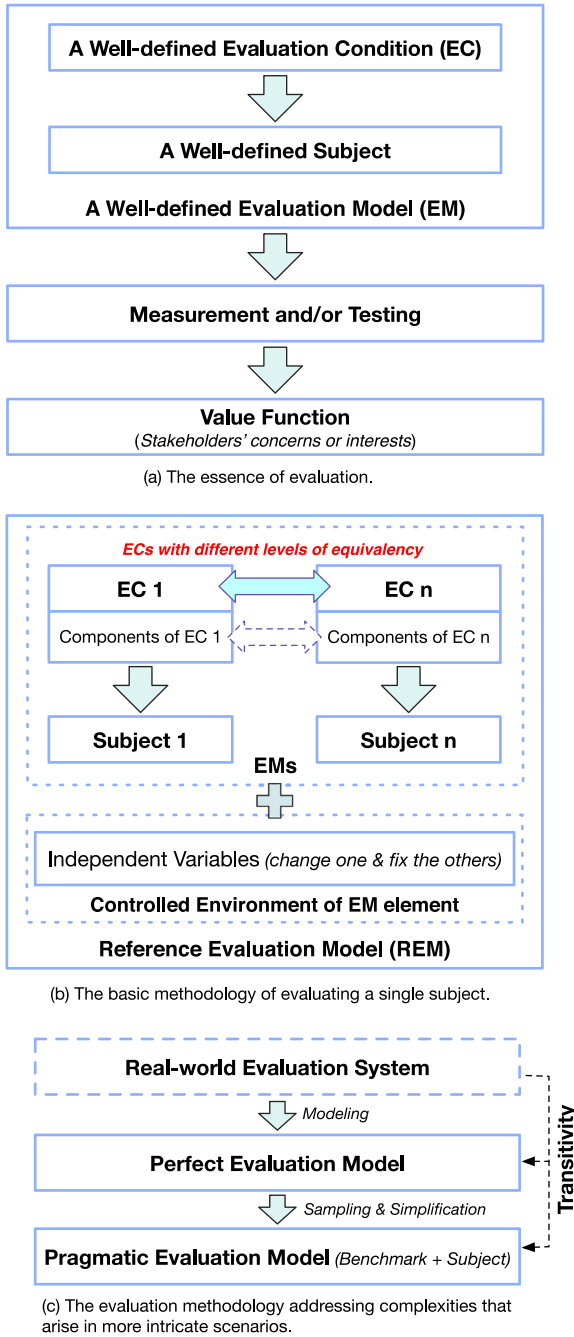 A Well-defined Evaluation Condition (EC)
A Well-defined Subject
A Well-defined Evaluation Model (EM)
Measurement and/or Testing
Value Function
(Stakeholders' concerns or interests)
(a) The essence of evaluation.
ECs with different levels of equivalency
EC 1
EC n
Components of EC 1
Components of EC n
Subject 1
Subject n
EMs
Independent Variables (change one & fix the others)
Controlled Environment of EM element
Reference Evaluation Model (REM)
(b) The basic methodology of evaluating a single subject.
Real-world Evaluation System
Modeling
Perfect Evaluation Model
Sampling & Simplification
Pragmatic Evaluation Model (Benchmark + Subject)
Transitivity
(c) The evaluation methodology addressing complexities that
arise in more intricate scenarios.